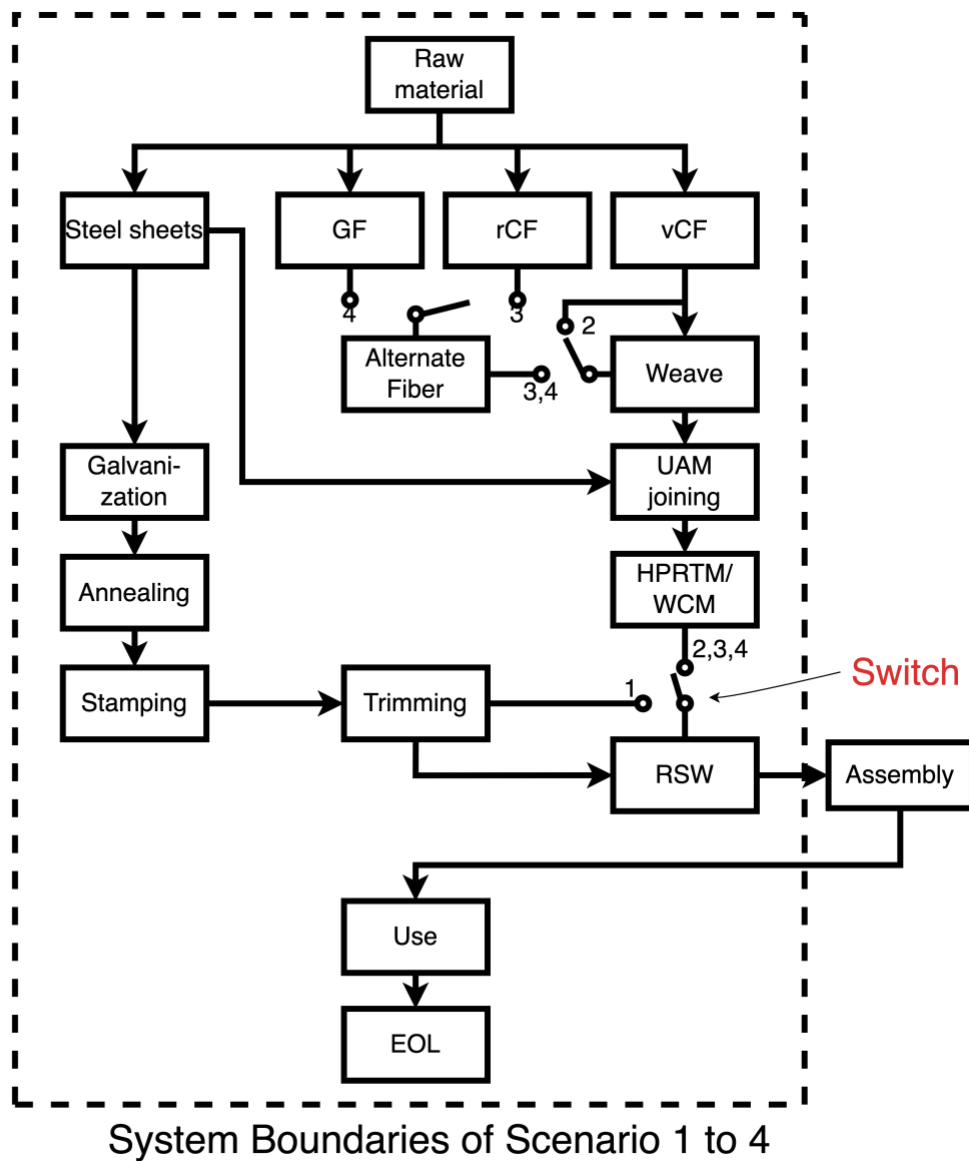 Raw
material
Steel sheets
GF
rCF
vCF
4
3
2
Alternate
Fiber
3,4
Weave
Galvani-
zation
UAM
joining
Annealing
HPRTM/
WCM
2,3,4
Switch
1
Stamping
Trimming
RSW
Assembly
Use
EOL
System Boundaries of Scenario 1 to 4